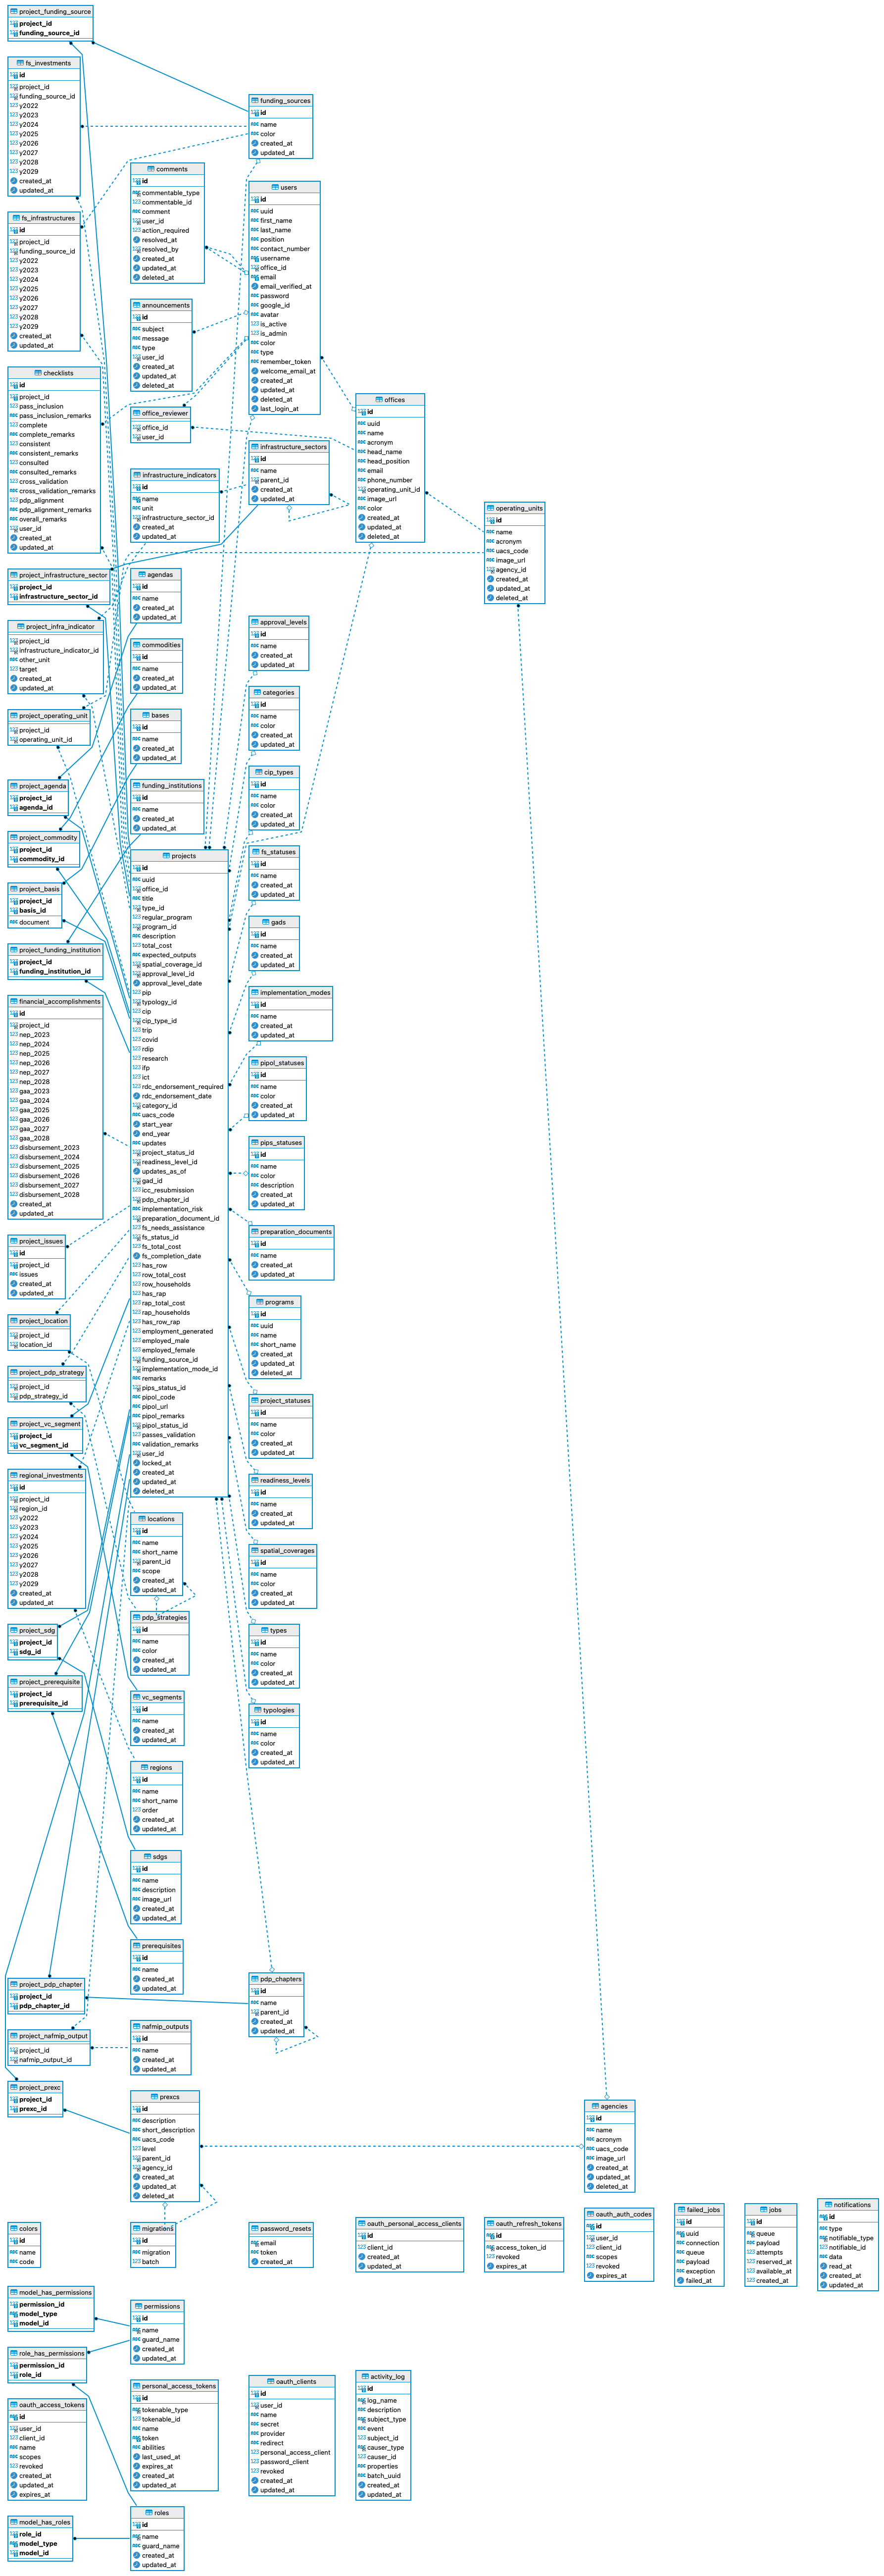 project_funding_source
project_id
funding_source_id
fs_investments
id
project_id
funding_source_id
y2022
y2023
y2024
y2025
y2026
y2027
y2028
y2029
created_at
updated_at
fs_infrastructures
id
project_id
funding_source_id
y2022
y2023
y2024
y2025
y2026
y2027
y2028
y2029
created_at
updated_at
checklists
id
project_id
pass_inclusion
pass_inclusion_remarks
complete
complete_remarks
consistent
consistent_remarks
consulted
consulted_remarks
cross_validation
cross_validation_remarks
pdp_alignment
pdp_alignment_remarks
overall_remarks
user_id
created_at
updated_at
project_infrastructure_sector
project_id
infrastructure_sector_id
project_infra_indicator
project_id
infrastructure_indicator_id
other_unit
target
created_at
updated_at
project_operating_unit
project_id
operating_unit_id
project_agenda
project_id
agenda_id
project_commodity
project_id
commodity_id
project_basis
project_id
basis_id
document
project_funding_institution
project_id
funding_institution_id
financial_accomplishments
id
project_id
nep_2023
nep_2024
nep_2025
nep_2026
nep_2027
nep_2028
gaa_2023
gaa_2024
gaa_2025
gaa_2026
gaa_2027
gaa_2028
disbursement_2023
disbursement_2024
disbursement_2025
disbursement_2026
disbursement_2027
disbursement_2028
created_at
updated_at
project_issues
id
project_id
issues
created_at
updated_at
project_location
project_id
location_id
project_pdp_strategy
project_id
pdp_strategy_id
project_vc_segment
project_id
vc_segment_id
regional_investments
id
project_id
region_id
y2022
y2023
y2024
y2025
y2026
y2027
y2028
y2029
created_at
updated_at
project_sdg
project_id
sdg_id
project_prerequisite
project_id
prerequisite_id
project_pdp_chapter
project_id
pdp_chapter_id
project_nafmip_output
project_id
nafmip_output_id
project_prexc
project_id
prexc_id
colors
id
name
code
model_has_permissions
permission_id
model_type
model_id
role_has_permissions
permission_id
role_id
oauth_access_tokens
id
user_id
client_id
name
scopes
revoked
created_at
updated_at
expires_at
model_has_roles
role_id
model_type
model_id
comments
id
commentable_type
commentable_id
comment
user_id
action_required
resolved_at
resolved_by
created_at
updated_at
deleted_at
announcements
id
subject
message
type
user_id
created_at
updated_at
deleted_at
office_reviewer
office_id
user_id
infrastructure_indicators
id
name
unit
infrastructure_sector_id
created_at
updated_at
agendas
id
name
created_at
updated_at
commodities
id
name
created_at
updated_at
bases
id
name
created_at
updated_at
funding_institutions
id
name
created_at
updated_at
projects
id
uuid
office_id
title
type_id
regular_program
program_id
description
total_cost
expected_outputs
spatial_coverage_id
approval_level_id
approval_level_date
pip
typology_id
cip
cip_type_id
trip
covid
rdip
research
ifp
ict
rdc_endorsement_required
rdc_endorsement_date
category_id
uacs_code
start_year
end_year
updates
project_status_id
readiness_level_id
updates_as_of
gad_id
icc_resubmission
pdp_chapter_id
implementation_risk
preparation_document_id
fs_needs_assistance
fs_status_id
fs_total_cost
fs_completion_date
has_row
row_total_cost
row_households
has_rap
rap_total_cost
rap_households
has_row_rap
employment_generated
employed_male
employed_female
funding_source_id
implementation_mode_id
remarks
pips_status_id
pipol_code
pipol_url
pipol_remarks
pipol_status_id
passes_validation
validation_remarks
user_id
locked_at
created_at
updated_at
deleted_at
locations
id
name
short_name
parent_id
scope
created_at
updated_at
pdp_strategies
id
name
color
created_at
updated_at
vc_segments
id
name
created_at
updated_at
regions
id
name
short_name
order
created_at
updated_at
sdgs
id
name
description
image_url
created_at
updated_at
prerequisites
id
name
created_at
updated_at
nafmip_outputs
id
name
created_at
updated_at
prexcs
id
description
short_description
uacs_code
level
parent_id
agency_id
created_at
updated_at
deleted_at
migrations
id
migration
batch
permissions
id
name
guard_name
created_at
updated_at
personal_access_tokens
id
tokenable_type
tokenable_id
name
token
abilities
last_used_at
expires_at
created_at
updated_at
roles
id
name
guard_name
created_at
updated_at
funding_sources
id
name
color
created_at
updated_at
users
id
uuid
first_name
last_name
position
contact_number
username
office_id
email
email_verified_at
password
google_id
avatar
is_active
is_admin
color
type
remember_token
welcome_email_at
created_at
updated_at
deleted_at
last_login_at
infrastructure_sectors
id
name
parent_id
created_at
updated_at
approval_levels
id
name
created_at
updated_at
categories
id
name
color
created_at
updated_at
cip_types
id
name
color
created_at
updated_at
fs_statuses
id
name
created_at
updated_at
gads
id
name
created_at
updated_at
implementation_modes
id
name
created_at
updated_at
pipol_statuses
id
name
color
created_at
updated_at
pips_statuses
id
name
color
description
created_at
updated_at
preparation_documents
id
name
created_at
updated_at
programs
id
uuid
name
short_name
created_at
updated_at
deleted_at
project_statuses
id
name
color
created_at
updated_at
readiness_levels
id
name
created_at
updated_at
spatial_coverages
id
name
color
created_at
updated_at
types
id
name
color
created_at
updated_at
typologies
id
name
color
created_at
updated_at
pdp_chapters
id
name
parent_id
created_at
updated_at
password_resets
email
token
created_at
oauth_clients
id
user_id
name
secret
provider
redirect
personal_access_client
password_client
revoked
created_at
updated_at
offices
id
uuid
name
acronym
head_name
head_position
email
phone_number
operating_unit_id
image_url
color
created_at
updated_at
deleted_at
oauth_personal_access_clients
id
client_id
created_at
updated_at
activity_log
id
log_name
description
subject_type
event
subject_id
causer_type
causer_id
properties
batch_uuid
created_at
updated_at
operating_units
id
name
acronym
uacs_code
image_url
agency_id
created_at
updated_at
deleted_at
oauth_refresh_tokens
id
access_token_id
revoked
expires_at
agencies
id
name
acronym
uacs_code
image_url
created_at
updated_at
deleted_at
oauth_auth_codes
id
user_id
client_id
scopes
revoked
expires_at
failed_jobs
id
uuid
connection
queue
payload
exception
failed_at
jobs
id
queue
payload
attempts
reserved_at
available_at
created_at
notifications
id
type
notifiable_type
notifiable_id
data
read_at
created_at
updated_at